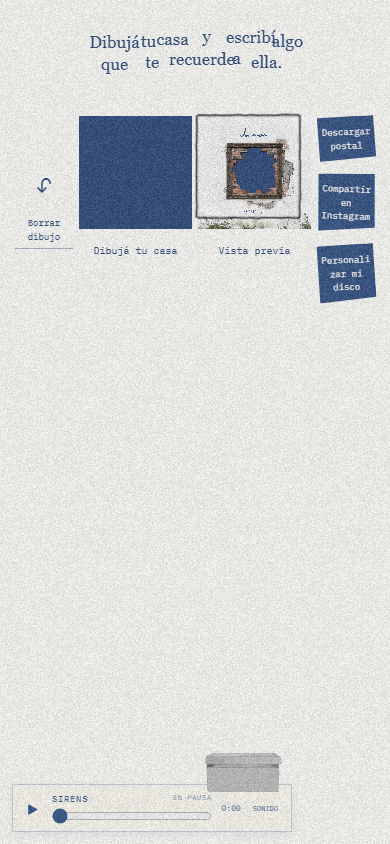 Dibujá tu casa y escribí algo
que te recuerde a ella.
Descargar
postal
Compartir
en
Instagram
Borrar
dibujo
Dibujá tu casa
Vista previa
Personali
zar mi
disco
SIRENS
EN PAUSA
0:00
SONIDO